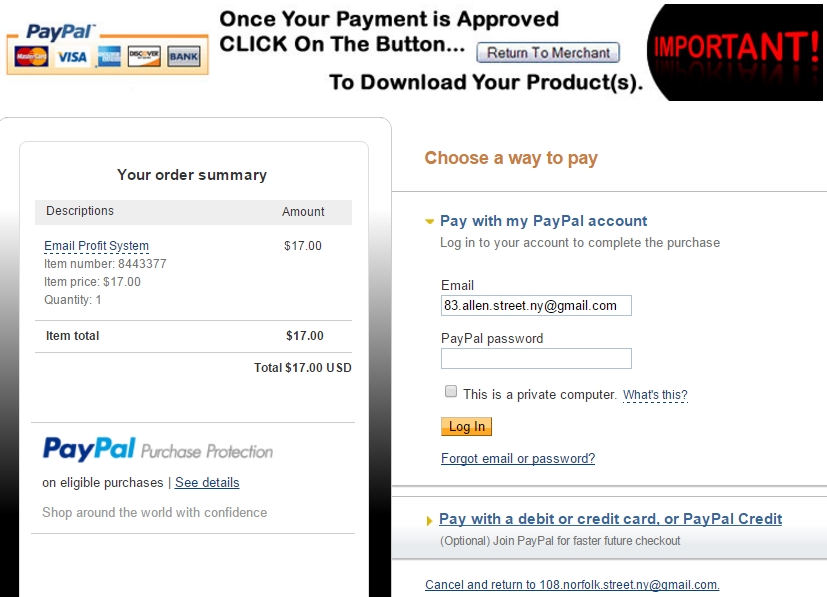 PayPal
MasterCard VISA DISCOVER BANK
Once Your Payment is Approved
CLICK On The Button... Return To Merchant
To Download Your Product(s).
IMPORTANT!
Your order summary
Descriptions Amount
Email Profit System $17.00
Item number: 8443377
Item price: $17.00
Quantity: 1
Item total $17.00
Total $17.00 USD
PayPal Purchase Protection
on eligible purchases | See details
Shop around the world with confidence
Choose a way to pay
Pay with my PayPal account
Log in to your account to complete the purchase
Email
83.allen.street.ny@gmail.com
PayPal password
This is a private computer. What's this?
Log In
Forgot email or password?
Pay with a debit or credit card, or PayPal Credit
(Optional) Join PayPal for faster future checkout
Cancel and return to 108.norfolk.street.ny@gmail.com.